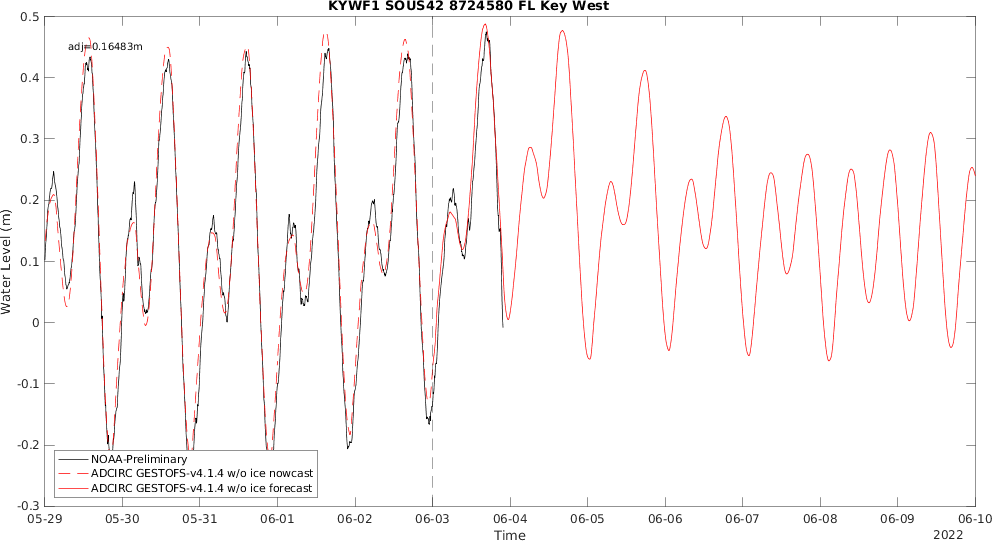 KYWF1 SOUS42 8724580 FL Key West
0.5
adj=0.16483m
0.4
0.3
0.2
0.1
0
-0.1
-0.2
-0.3
Water Level (m)
NOAA-Preliminary
ADCIRC GESTOFS-v4.1.4 w/o ice nowcast
ADCIRC GESTOFS-v4.1.4 w/o ice forecast
05-29 05-30 05-31 06-01 06-02 06-03 06-04 06-05 06-06 06-07 06-08 06-09 06-10
Time
2022